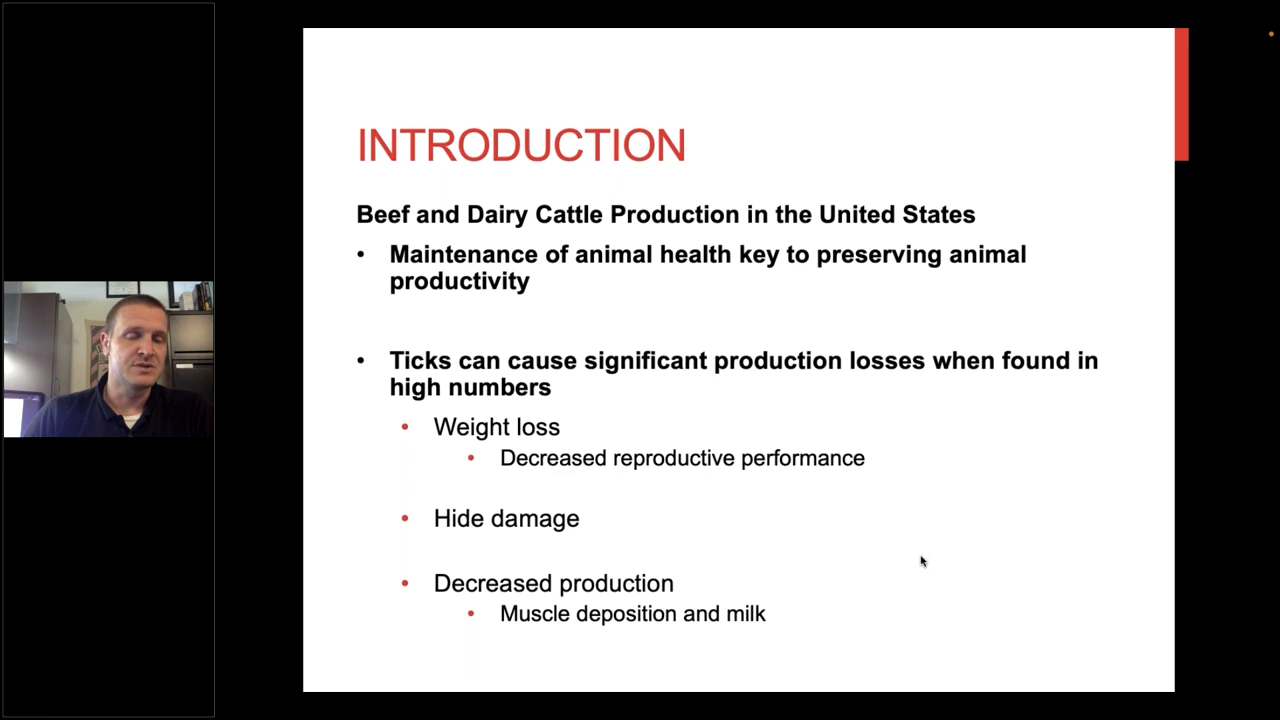 INTRODUCTION
Beef and Dairy Cattle Production in the United States
• Maintenance of animal health key to preserving animal
productivity
• Ticks can cause significant production losses when found in
high numbers
• Weight loss
• Decreased reproductive performance
• Hide damage
• Decreased production
• Muscle deposition and milk